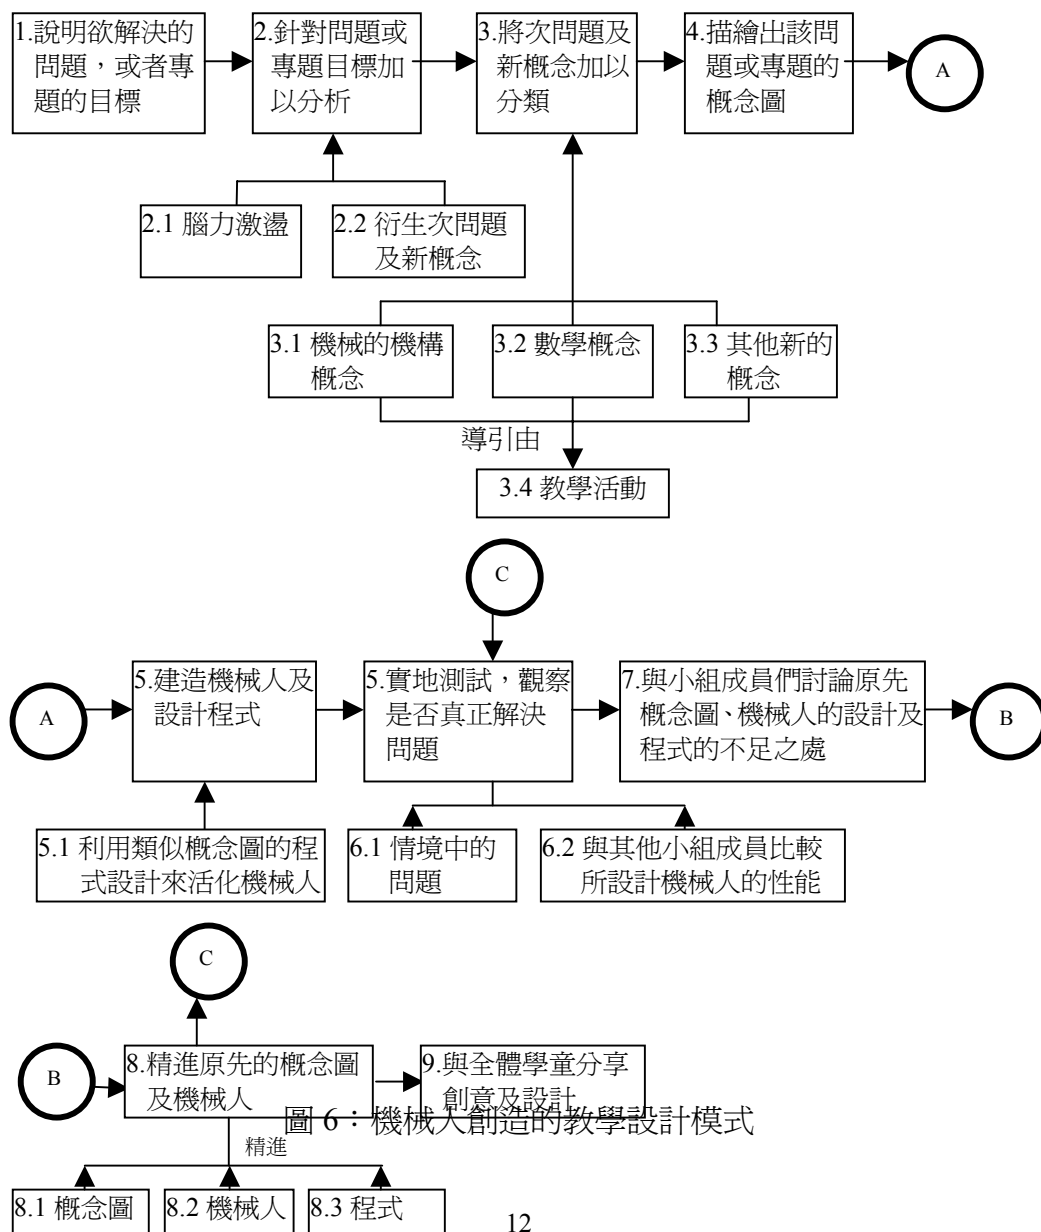 1.說明欲解決的
問題，或者專
題的目標
2.針對問題或
專題目標加
以分析
3.將次問題及
新概念加以
分類
4.描繪出該問
題或專題的
概念圖
A
2.1 腦力激盪
2.2 衍生次問題
及新概念
3.1 機械的機構
概念
3.2 數學概念
3.3 其他新的
概念
導引由
3.4 教學活動
C
A
5.建造機械人及
設計程式
5.實地測試，觀察
是否真正解決
問題
7.與小組成員們討論原先
概念圖、機械人的設計及
程式的不足之處
B
5.1 利用類似概念圖的程
式設計來活化機械人
6.1 情境中的
問題
6.2 與其他小組成員比較
所設計機械人的性能
C
B
8.精進原先的概念圖
及機械人
9.與全體學童分享
創意及設計
圖 6：機械人創造的教學設計模式
精進
8.1 概念圖
8.2 機械人
8.3 程式
12